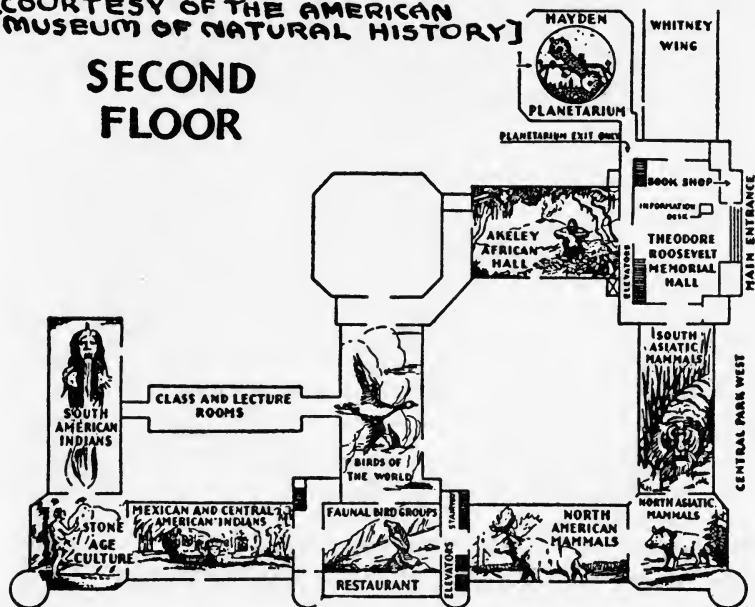 COURTESY OF THE AMERICAN
MUSEUM OF NATURAL HISTORY]
SECOND
FLOOR
HAYDEN
PLANETARIUM
WHITNEY
WING
PLANETARIUM EXIT ONLY
BOOK SHOP
INFORMATION
DESK
AKELEY
AFRICAN
HALL
ELEVATORS
THEODORE
ROOSEVELT
MEMORIAL
HALL
MAIN ENTRANCE
SOUTH
ASIATIC
MAMMALS
CENTRAL PARK WEST
SOUTH
AMERICAN
INDIANS
CLASS AND LECTURE
ROOMS
BIRDS OF
THE WORLD
STONE
AGE
CULTURE
MEXICAN AND CENTRAL
AMERICAN INDIANS
FAUNAL BIRD GROUPS
RESTAURANT
STAIRWAY
ELEVATORS
NORTH
AMERICAN
MAMMALS
NORTH ASIATIC
MAMMALS